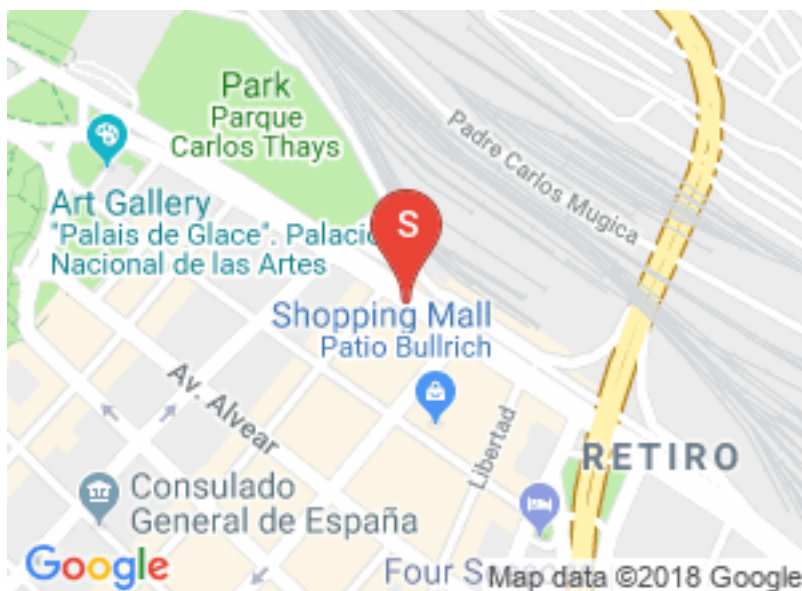 Park
Parque
Carlos Thays
Padre Carlos Mugica
S
Art Gallery
"Palais de Glace". Palacio
Nacional de las Artes
Shopping Mall
Patio Bullrich
Av. Alvear
Libertad
RETIRO
Consulado
General de España
Four
Google
Map data ©2018 Google